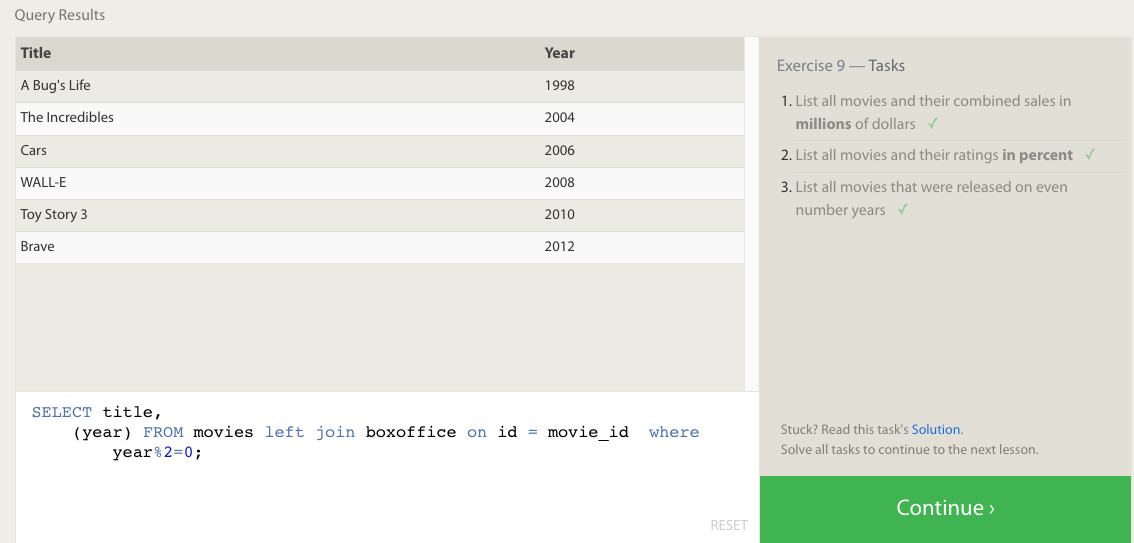 Query Results
Title Year
A Bug's Life 1998
The Incredibles 2004
Cars 2006
WALL-E 2008
Toy Story 3 2010
Brave 2012
SELECT title,
(year) FROM movies left join boxoffice on id = movie_id where
year%2=0;
RESET
Exercise 9 — Tasks
1. List all movies and their combined sales in
millions of dollars ✓
2. List all movies and their ratings in percent ✓
3. List all movies that were released on even
number years ✓
Stuck? Read this task's Solution.
Solve all tasks to continue to the next lesson.
Continue ›